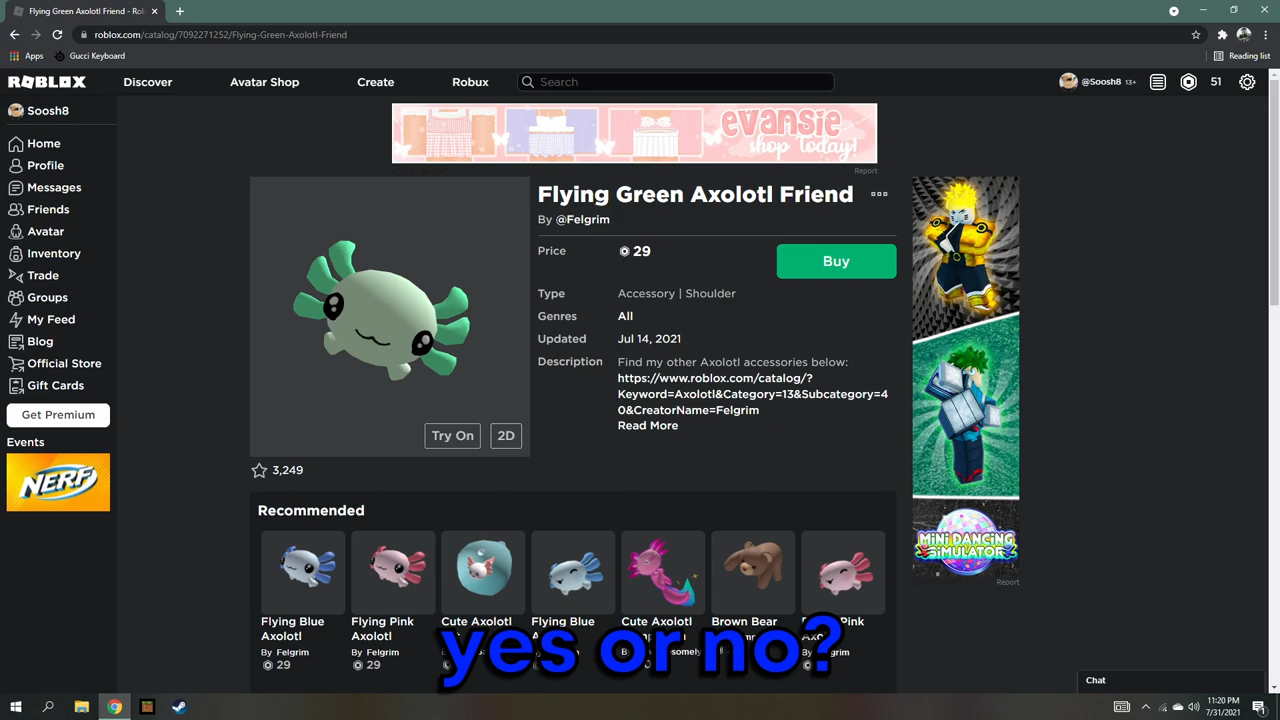 Flying Green Axolotl Friend - Rob
roblox.com/catalog/7092271252/Flying-Green-Axolotl-Friend
Apps
Gucci Keyboard
Reading list
ROBLOX
Discover
Avatar Shop
Create
Robux
Search
@Soosh8 13+
51
Soosh8
Home
Profile
Messages
Friends
Avatar
Inventory
Trade
Groups
My Feed
Blog
Official Store
Gift Cards
Get Premium
Events
NERF
evansie
shop today!
Report
Flying Green Axolotl Friend
By @Felgrim
Price
29
Buy
Type
Accessory | Shoulder
Genres
All
Updated
Jul 14, 2021
Description
Find my other Axolotl accessories below:
https://www.roblox.com/catalog/?
Keyword=Axolotl&Category=13&Subcategory=4
0&CreatorName=Felgrim
Read More
Try On
2D
3,249
Recommended
Flying Blue
Axolotl
By Felgrim
29
Flying Pink
Axolotl
By Felgrim
29
Cute Axolotl
Flying Blue
Cute Axolotl
Brown Bear
Pink
yes or no?
MINI DANCING
SIMULATOR
Report
Chat
11:20 PM
7/31/2021
1